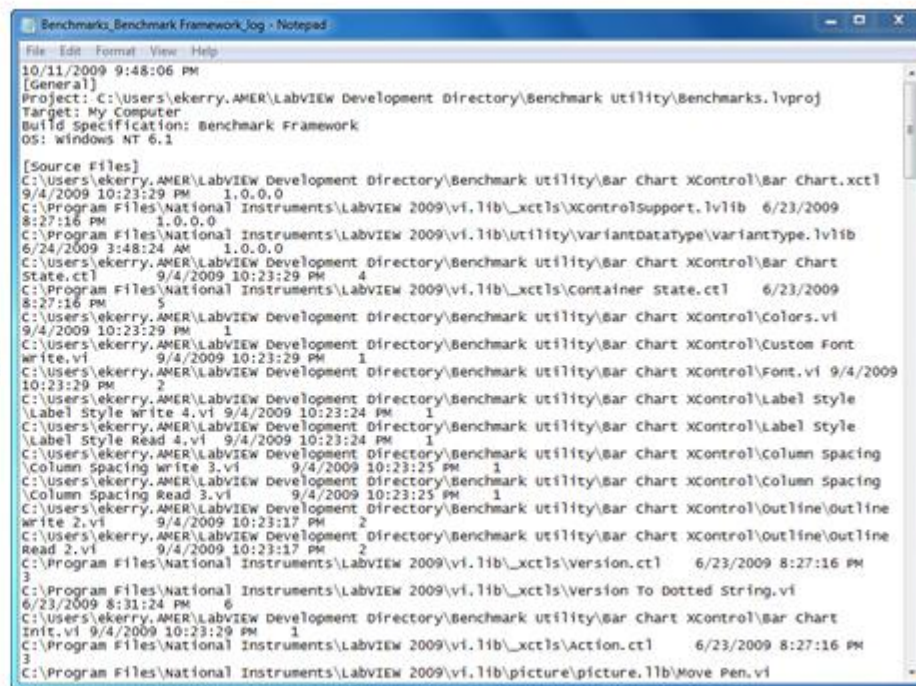 Benchmarks_Benchmark Framework_log - Notepad
File Edit Format View Help
10/11/2009 9:48:06 PM
[General]
Project: C:\Users\ekerry.AMER\LabVIEW Development Directory\Benchmark Utility\Benchmarks.lvproj
Target: My Computer
Build Specification: Benchmark Framework
OS: Windows NT 6.1
[Source Files]
C:\Users\ekerry.AMER\LabVIEW Development Directory\Benchmark Utility\Bar Chart XControl\Bar Chart.xctl
9/4/2009 10:23:29 PM 1.0.0.0
C:\Program Files\National Instruments\LabVIEW 2009\vi.lib\_xctls\XControlSupport.lvlib 6/23/2009
8:27:16 PM 1.0.0.0
C:\Program Files\National Instruments\LabVIEW 2009\vi.lib\Utility\VariantDataType\VariantType.lvlib
6/24/2009 3:48:24 AM 1.0.0.0
C:\Users\ekerry.AMER\LabVIEW Development Directory\Benchmark Utility\Bar Chart XControl\Bar Chart
State.ctl 9/4/2009 10:23:29 PM 4
C:\Program Files\National Instruments\LabVIEW 2009\vi.lib\_xctls\Container State.ctl 6/23/2009
8:27:16 PM 5
C:\Users\ekerry.AMER\LabVIEW Development Directory\Benchmark Utility\Bar Chart XControl\Colors.vi
9/4/2009 10:23:29 PM 1
C:\Users\ekerry.AMER\LabVIEW Development Directory\Benchmark Utility\Bar Chart XControl\Custom Font
Write.vi 9/4/2009 10:23:29 PM 1
C:\Users\ekerry.AMER\LabVIEW Development Directory\Benchmark Utility\Bar Chart XControl\Font.vi 9/4/2009
10:23:29 PM 2
C:\Users\ekerry.AMER\LabVIEW Development Directory\Benchmark Utility\Bar Chart XControl\Label Style
\Label Style Write 4.vi 9/4/2009 10:23:24 PM 1
C:\Users\ekerry.AMER\LabVIEW Development Directory\Benchmark Utility\Bar Chart XControl\Label Style
\Label Style Read 4.vi 9/4/2009 10:23:24 PM 1
C:\Users\ekerry.AMER\LabVIEW Development Directory\Benchmark Utility\Bar Chart XControl\Column Spacing
\Column Spacing Write 3.vi 9/4/2009 10:23:25 PM 1
C:\Users\ekerry.AMER\LabVIEW Development Directory\Benchmark Utility\Bar Chart XControl\Column Spacing
\Column Spacing Read 3.vi 9/4/2009 10:23:25 PM 1
C:\Users\ekerry.AMER\LabVIEW Development Directory\Benchmark Utility\Bar Chart XControl\Outline\Outline
Write 2.vi 9/4/2009 10:23:17 PM 2
C:\Users\ekerry.AMER\LabVIEW Development Directory\Benchmark Utility\Bar Chart XControl\Outline\Outline
Read 2.vi 9/4/2009 10:23:17 PM 2
C:\Program Files\National Instruments\LabVIEW 2009\vi.lib\_xctls\Version.ctl 6/23/2009 8:27:16 PM
3
C:\Program Files\National Instruments\LabVIEW 2009\vi.lib\_xctls\Version To Dotted String.vi
6/23/2009 8:31:24 PM 6
C:\Users\ekerry.AMER\LabVIEW Development Directory\Benchmark Utility\Bar Chart XControl\Bar Chart
Init.vi 9/4/2009 10:23:29 PM 1
C:\Program Files\National Instruments\LabVIEW 2009\vi.lib\_xctls\Action.ctl 6/23/2009 8:27:16 PM
3
C:\Program Files\National Instruments\LabVIEW 2009\vi.lib\picture\picture.llb\Move Pen.vi